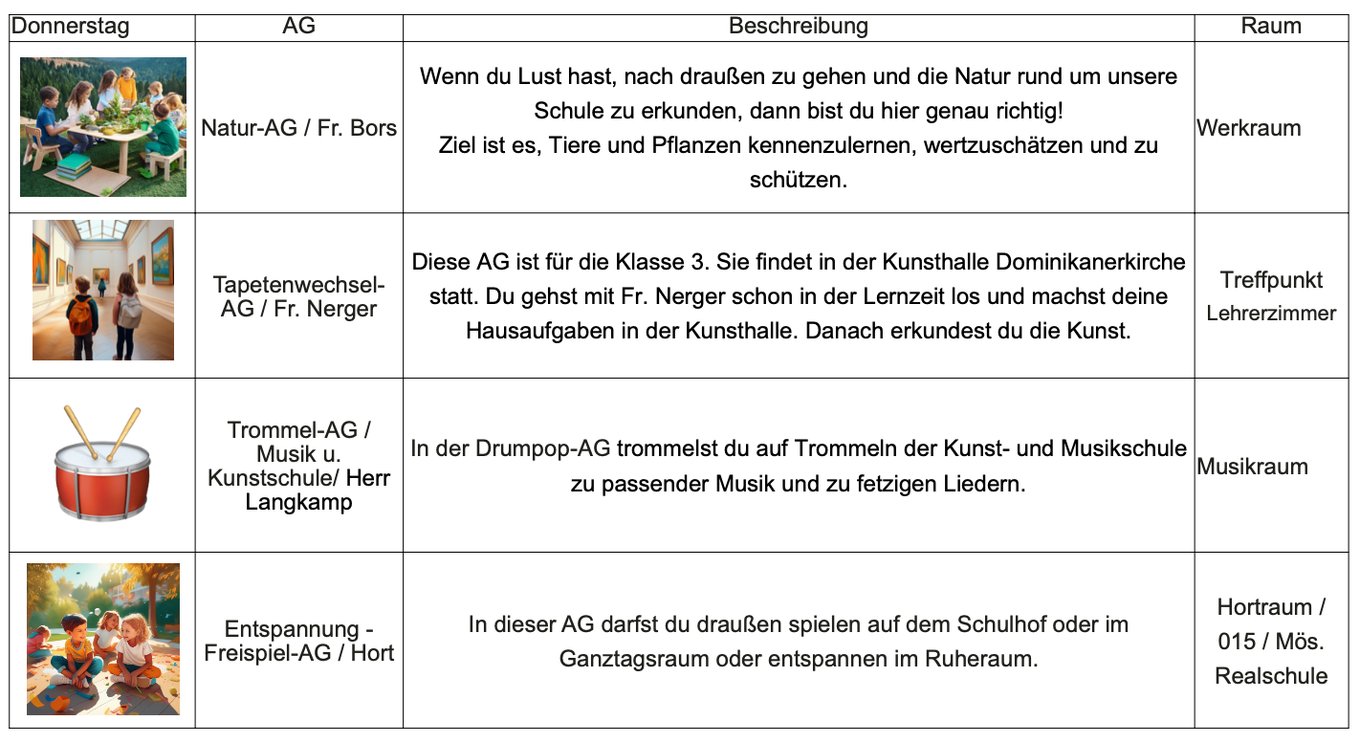 Donnerstag
AG
Beschreibung
Raum
Natur-AG / Fr. Bors
Wenn du Lust hast, nach draußen zu gehen und die Natur rund um unsere
Schule zu erkunden, dann bist du hier genau richtig!
Ziel ist es, Tiere und Pflanzen kennenzulernen, wertzuschätzen und zu
schützen.
Werkraum
Tapetenwechsel-
AG / Fr. Nerger
Diese AG ist für die Klasse 3. Sie findet in der Kunsthalle Dominikanerkirche
statt. Du gehst mit Fr. Nerger schon in der Lernzeit los und machst deine
Hausaufgaben in der Kunsthalle. Danach erkundest du die Kunst.
Treffpunkt
Lehrerzimmer
Trommel-AG /
Musik u.
Kunstschule/ Herr
Langkamp
In der Drumpop-AG trommelst du auf Trommeln der Kunst- und Musikschule
zu passender Musik und zu fetzigen Liedern.
Musikraum
Entspannung -
Freispiel-AG / Hort
In dieser AG darfst du draußen spielen auf dem Schulhof oder im
Ganztagsraum oder entspannen im Ruheraum.
Hortraum /
015 / Mös.
Realschule